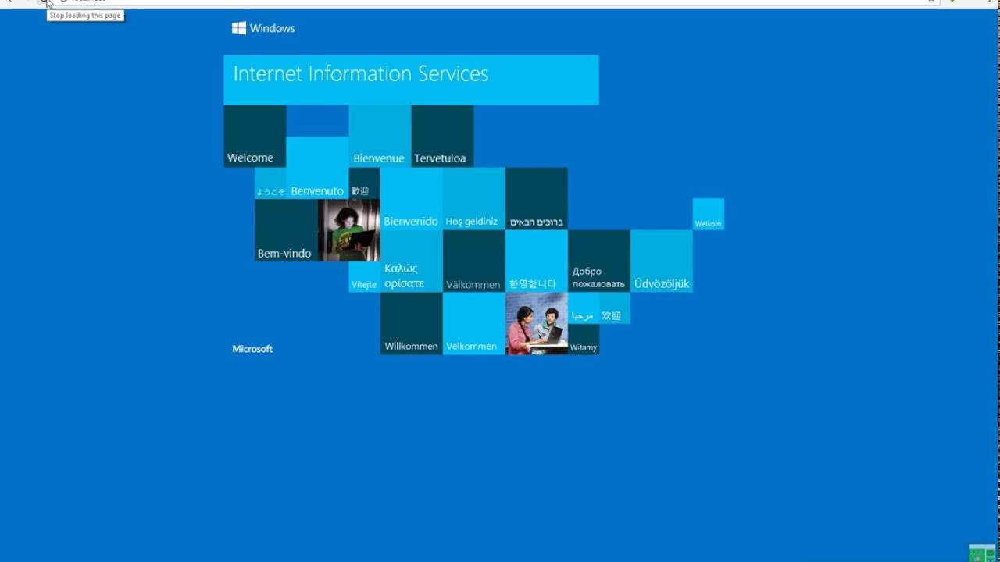 Stop loading this page
Windows
Internet Information Services
Welcome
Bienvenue
Tervetuloa
ようこそ
Benvenuto
歡迎
Bienvenido
Hoş geldiniz
ברוכים הבאים
Welkom
Bem-vindo
Vítejte
Καλώς
ορίσατε
Välkommen
환영합니다
Добро
пожаловать
Üdvözöljük
مرحبا
欢迎
Microsoft
Willkommen
Velkommen
Witamy